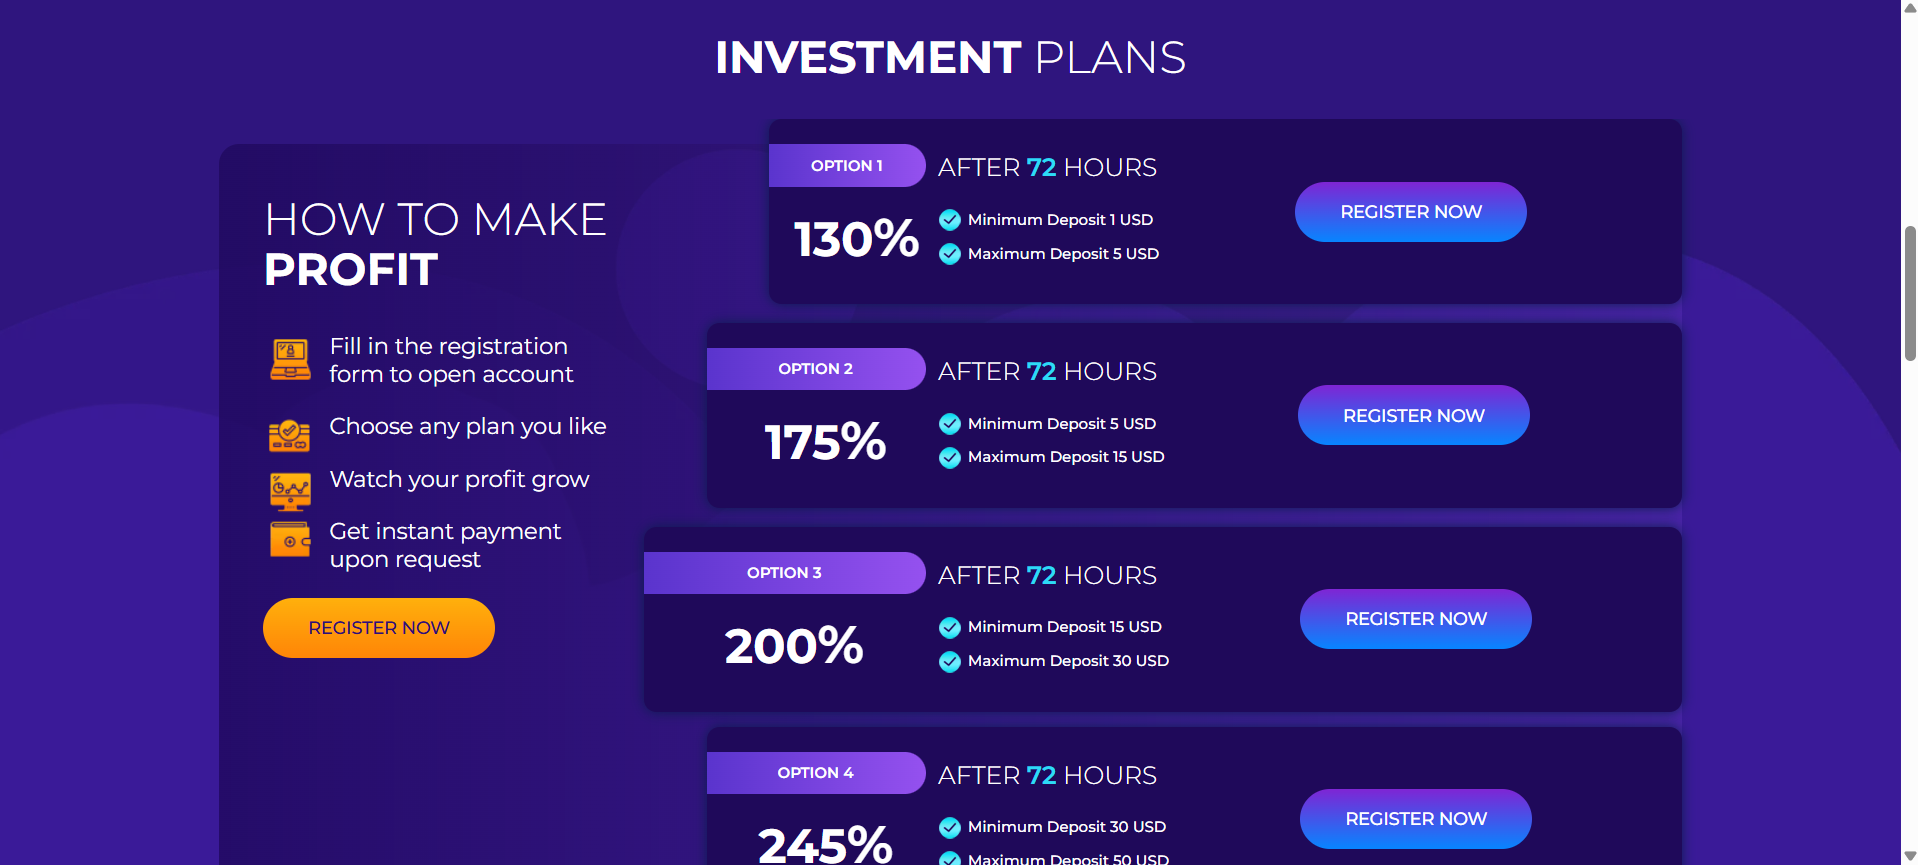 INVESTMENT PLANS
HOW TO MAKE
PROFIT
Fill in the registration
form to open account
Choose any plan you like
Watch your profit grow
Get instant payment
upon request
REGISTER NOW
OPTION 1
AFTER 72 HOURS
130%
Minimum Deposit 1 USD
Maximum Deposit 5 USD
REGISTER NOW
OPTION 2
AFTER 72 HOURS
175%
Minimum Deposit 5 USD
Maximum Deposit 15 USD
REGISTER NOW
OPTION 3
AFTER 72 HOURS
200%
Minimum Deposit 15 USD
Maximum Deposit 30 USD
REGISTER NOW
OPTION 4
AFTER 72 HOURS
245%
Minimum Deposit 30 USD
Maximum Deposit 50 USD
REGISTER NOW